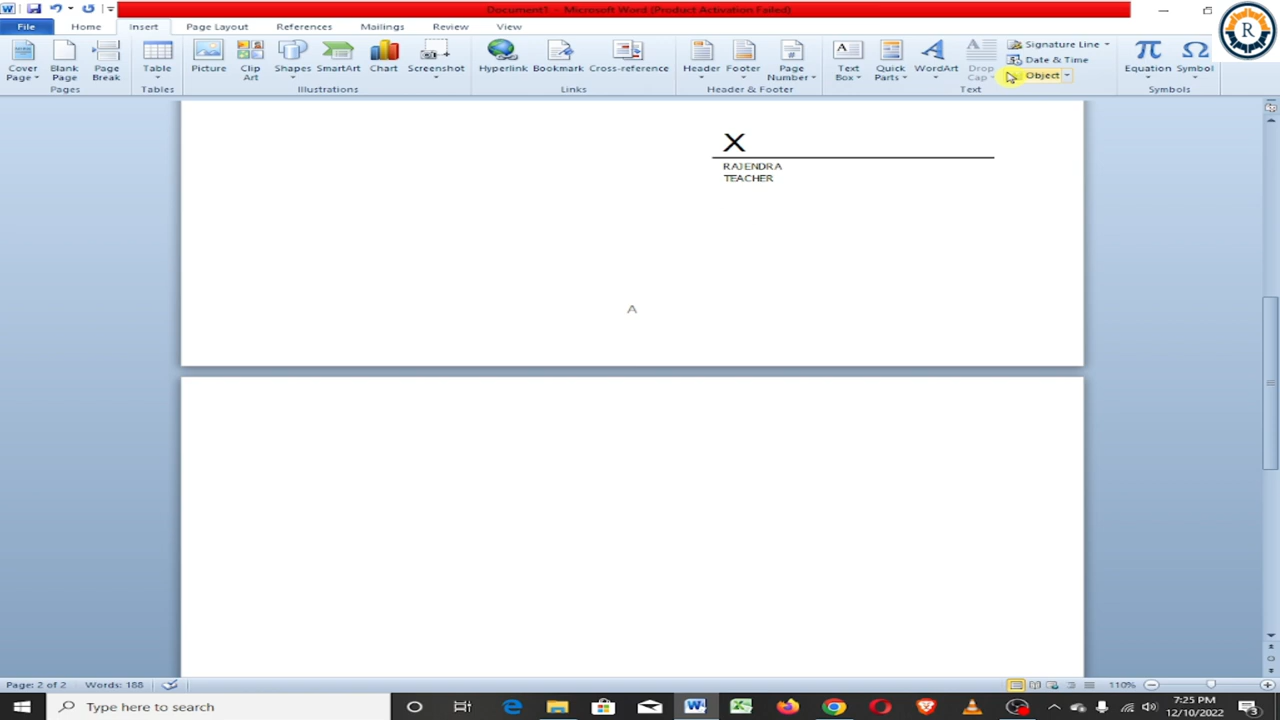 Document1 - Microsoft Word (Product Activation Failed)
File Home Insert Page Layout References Mailings Review View
Cover Page Blank Page Page Break Table Picture Clip Art Shapes SmartArt Chart Screenshot Hyperlink Bookmark Cross-reference Header Footer Page Number Text Box Quick Parts WordArt Drop Cap Signature Line Date & Time Object Equation Symbol
Pages Tables Illustrations Links Header & Footer Text Symbols
R
X
RAJENDRA
TEACHER
A
Page: 2 of 2 Words: 188 110%
Type here to search
7:25 PM
12/10/2022
3